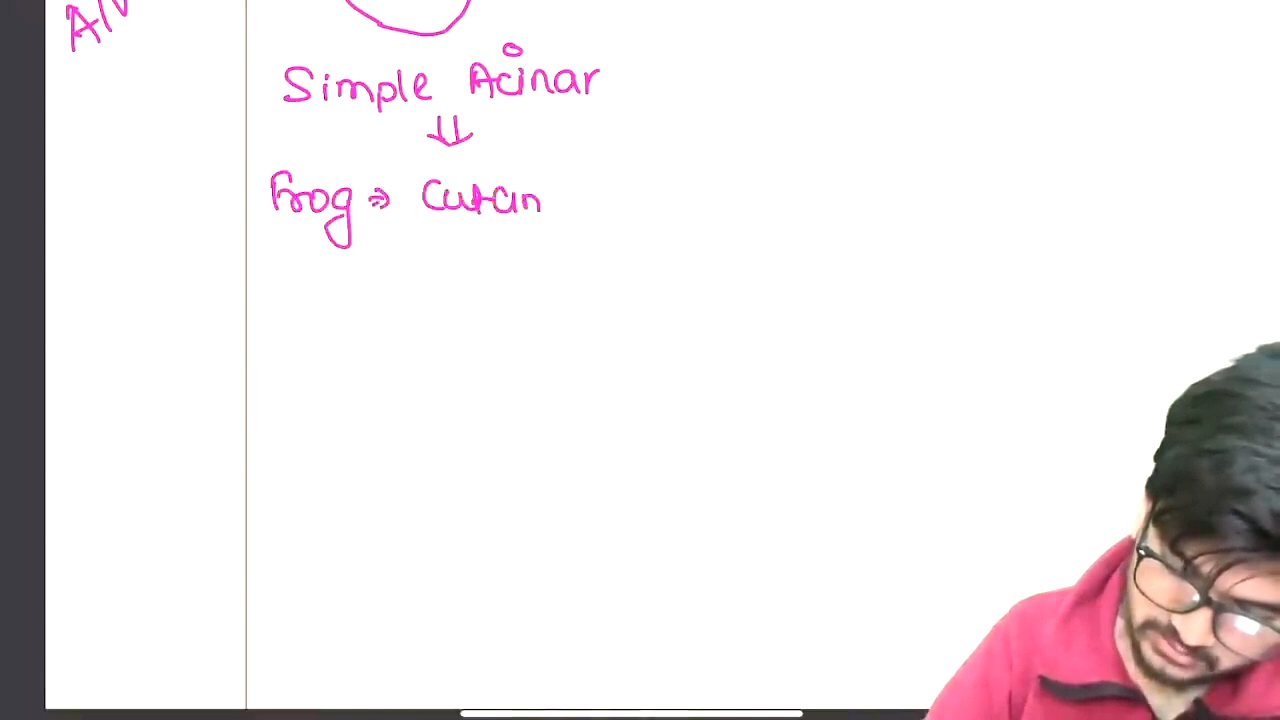 A/V
Simple Acinar
Frog ⇒ Cutan